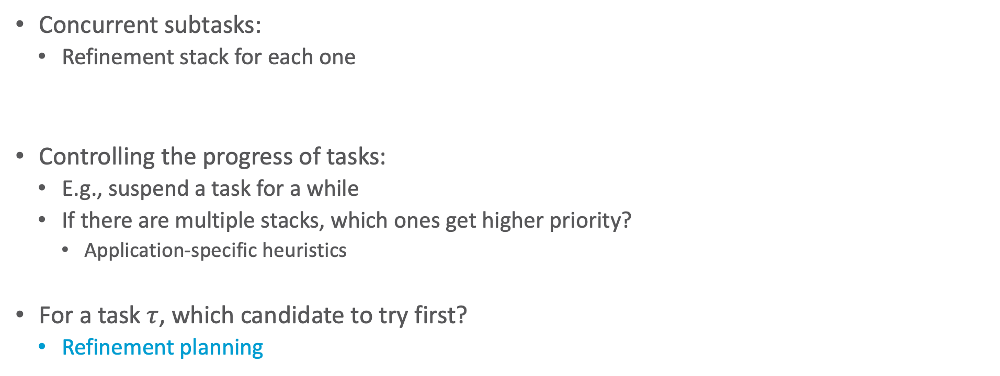 • Concurrent subtasks:
• Refinement stack for each one
• Controlling the progress of tasks:
• E.g., suspend a task for a while
• If there are multiple stacks, which ones get higher priority?
• Application-specific heuristics
• For a task τ, which candidate to try first?
• Refinement planning